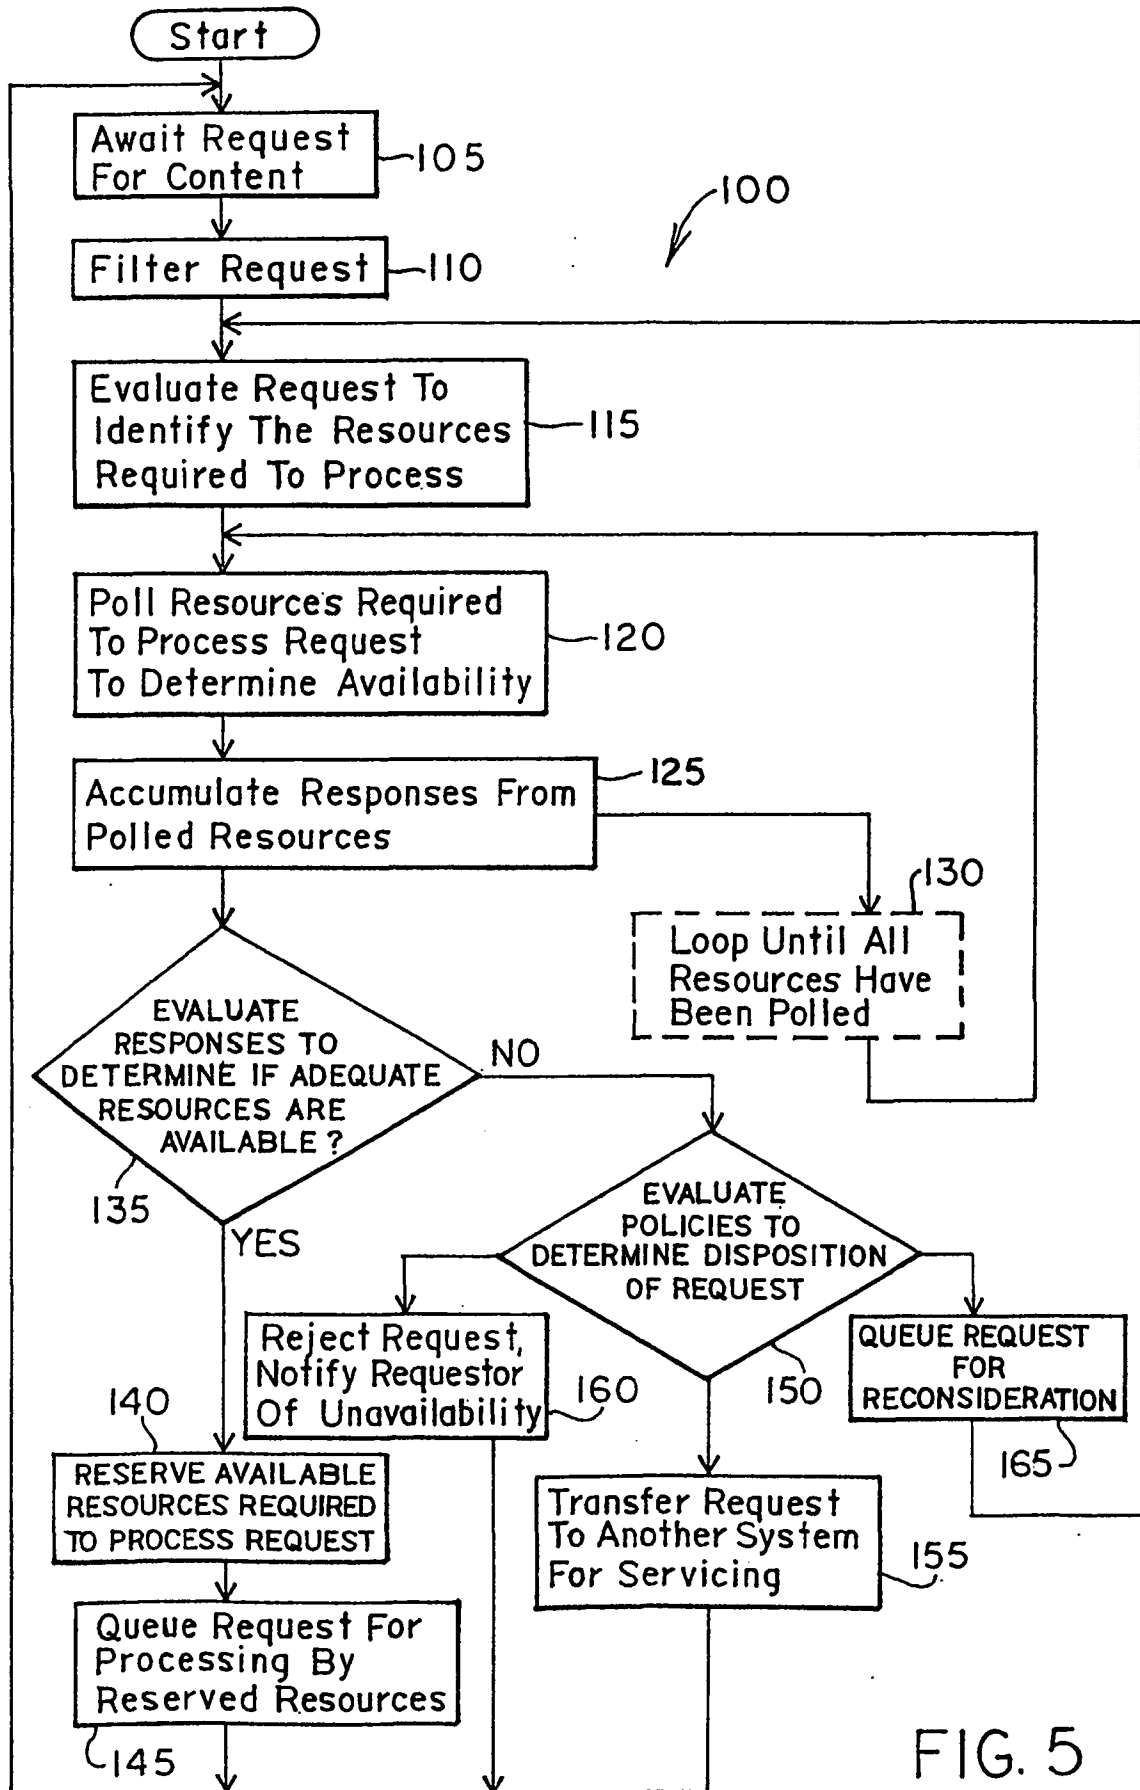 Start
Await Request
For Content
105
100
Filter Request
110
Evaluate Request To
Identify The Resources
Required To Process
115
Poll Resources Required
To Process Request
To Determine Availability
120
Accumulate Responses From
Polled Resources
125
130
Loop Until All
Resources Have
Been Polled
EVALUATE
RESPONSES TO
DETERMINE IF ADEQUATE
RESOURCES ARE
AVAILABLE?
NO
135
YES
EVALUATE
POLICIES TO
DETERMINE DISPOSITION
OF REQUEST
150
Reject Request,
Notify Requestor
Of Unavailability
160
QUEUE REQUEST
FOR
RECONSIDERATION
165
140
RESERVE AVAILABLE
RESOURCES REQUIRED
TO PROCESS REQUEST
Transfer Request
To Another System
For Servicing
155
Queue Request For
Processing By
Reserved Resources
145
FIG. 5